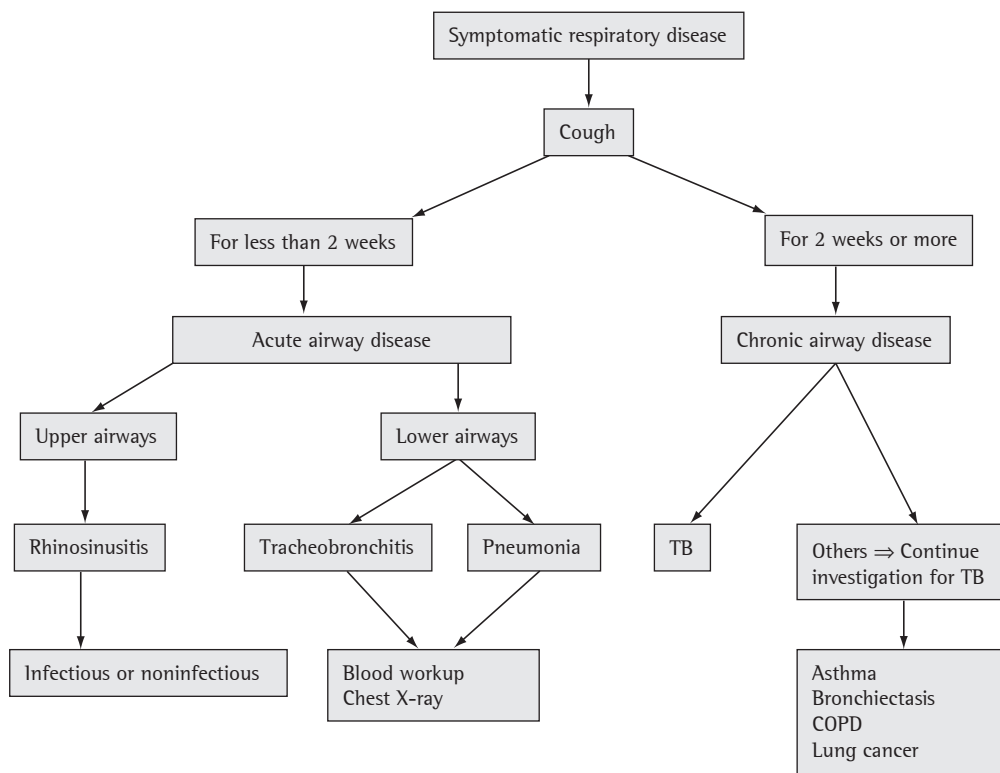 Symptomatic respiratory disease
Cough
For less than 2 weeks
For 2 weeks or more
Acute airway disease
Chronic airway disease
Upper airways
Lower airways
Rhinosinusitis
Tracheobronchitis
Pneumonia
TB
Others ⇒ Continue
investigation for TB
Infectious or noninfectious
Blood workup
Chest X-ray
Asthma
Bronchiectasis
COPD
Lung cancer